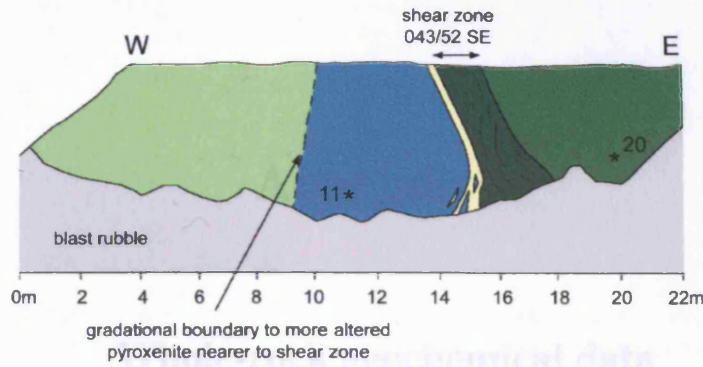 shear zone
043/52 SE
W
E
20
11
blast rubble
0m 2 4 6 8 10 12 14 16 18 20 22m
gradational boundary to more altered
pyroxenite nearer to shear zone